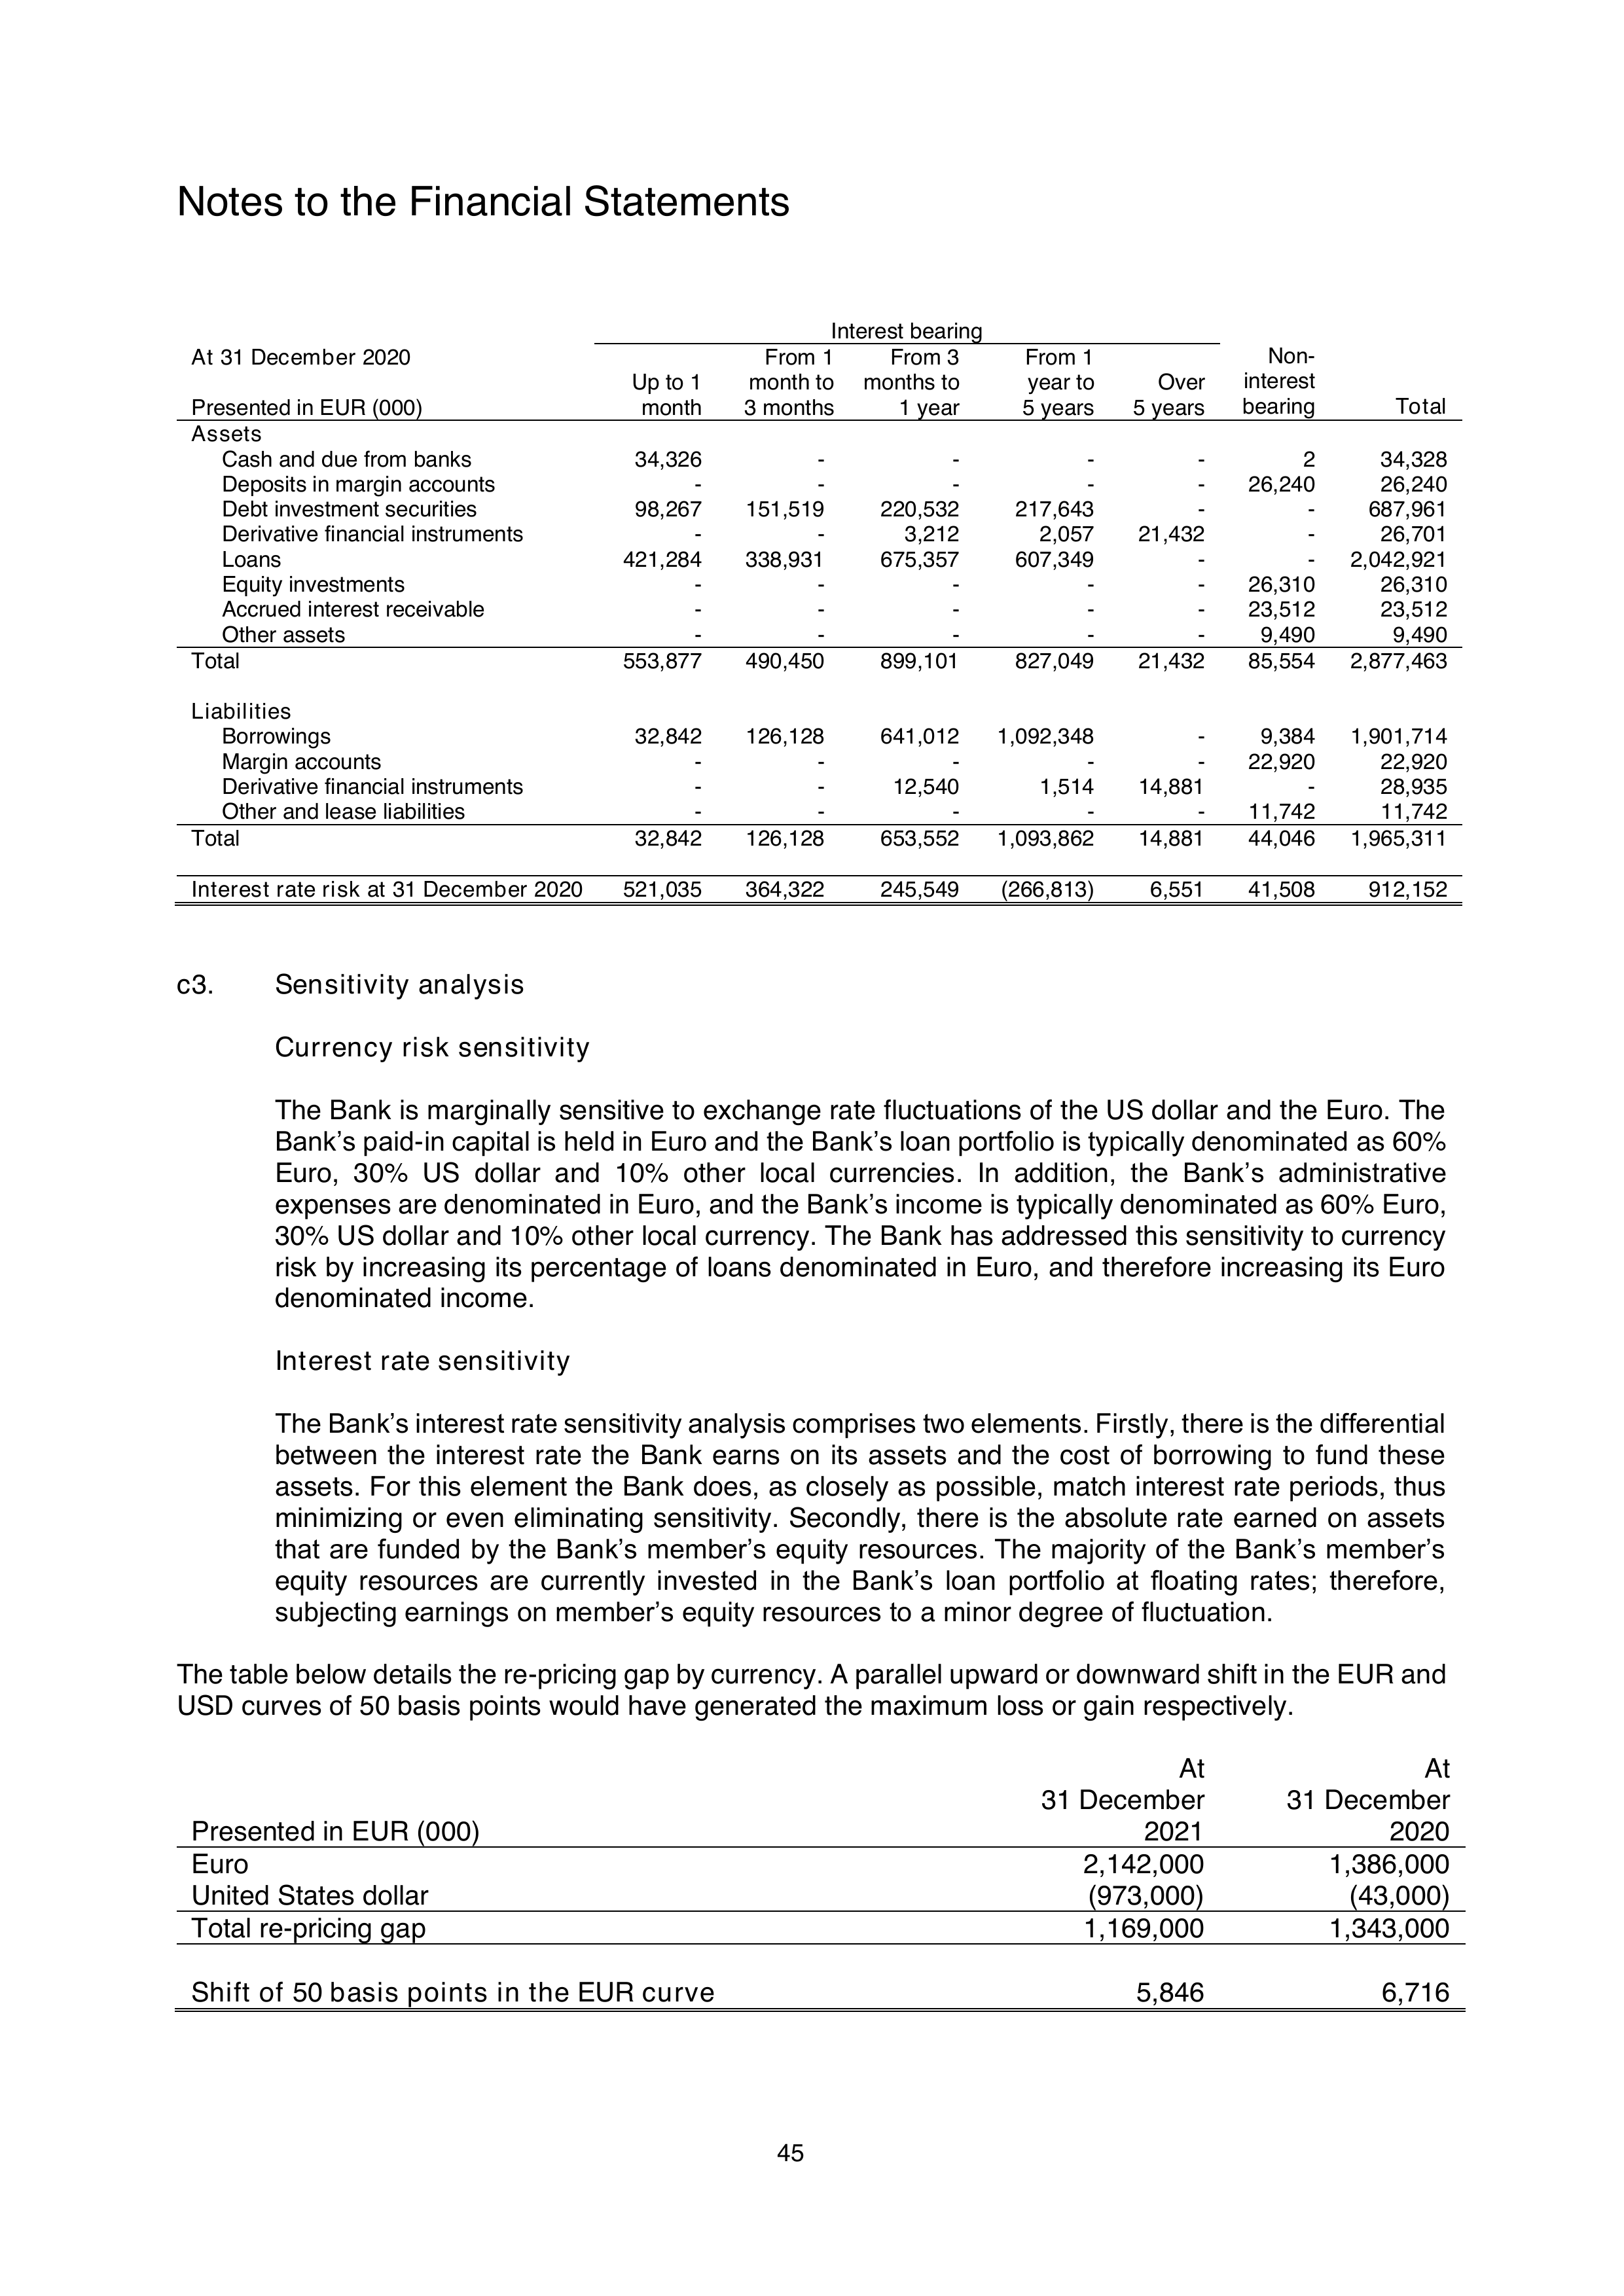 Notes to the Financial Statements
Interest bearing
At 31 December 2020 From 1 From 3 From 1 Non-
Up to 1 month to months to year to Over interest
Presented in EUR (000) month 3 months 1 year 5 years 5 years bearing Total
Assets
Cash and due from banks 34,326 - - - - 2 34,328
Deposits in margin accounts - - - - - 26,240 26,240
Debt investment securities 98,267 151,519 220,532 217,643 - - 687,961
Derivative financial instruments - - 3,212 2,057 21,432 - 26,701
Loans 421,284 338,931 675,357 607,349 - - 2,042,921
Equity investments - - - - - 26,310 26,310
Accrued interest receivable - - - - - 23,512 23,512
Other assets - - - - - 9,490 9,490
Total 553,877 490,450 899,101 827,049 21,432 85,554 2,877,463
Liabilities
Borrowings 32,842 126,128 641,012 1,092,348 - 9,384 1,901,714
Margin accounts - - - - - 22,920 22,920
Derivative financial instruments - - 12,540 1,514 14,881 - 28,935
Other and lease liabilities - - - - - 11,742 11,742
Total 32,842 126,128 653,552 1,093,862 14,881 44,046 1,965,311
Interest rate risk at 31 December 2020 521,035 364,322 245,549 (266,813) 6,551 41,508 912,152
c3. Sensitivity analysis
Currency risk sensitivity
The Bank is marginally sensitive to exchange rate fluctuations of the US dollar and the Euro. The
Bank's paid-in capital is held in Euro and the Bank's loan portfolio is typically denominated as 60%
Euro, 30% US dollar and 10% other local currencies. In addition, the Bank's administrative
expenses are denominated in Euro, and the Bank's income is typically denominated as 60% Euro,
30% US dollar and 10% other local currency. The Bank has addressed this sensitivity to currency
risk by increasing its percentage of loans denominated in Euro, and therefore increasing its Euro
denominated income.
Interest rate sensitivity
The Bank's interest rate sensitivity analysis comprises two elements. Firstly, there is the differential
between the interest rate the Bank earns on its assets and the cost of borrowing to fund these
assets. For this element the Bank does, as closely as possible, match interest rate periods, thus
minimizing or even eliminating sensitivity. Secondly, there is the absolute rate earned on assets
that are funded by the Bank's member's equity resources. The majority of the Bank's member's
equity resources are currently invested in the Bank's loan portfolio at floating rates; therefore,
subjecting earnings on member's equity resources to a minor degree of fluctuation.
The table below details the re-pricing gap by currency. A parallel upward or downward shift in the EUR and
USD curves of 50 basis points would have generated the maximum loss or gain respectively.
At At
31 December 31 December
Presented in EUR (000) 2021 2020
Euro 2,142,000 1,386,000
United States dollar (973,000) (43,000)
Total re-pricing gap 1,169,000 1,343,000
Shift of 50 basis points in the EUR curve 5,846 6,716
45